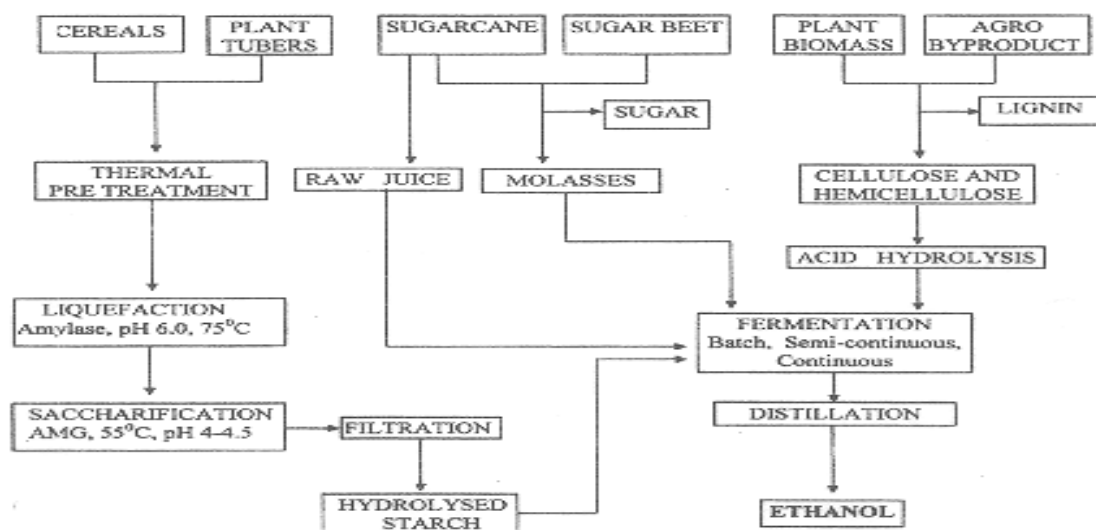 CEREALS
PLANT
TUBERS
SUGARCANE
SUGAR BEET
PLANT
BIOMASS
AGRO
BYPRODUCT
SUGAR
LIGNIN
THERMAL
PRE TREATMENT
RAW JUICE
MOLASSES
CELLULOSE AND
HEMICELLULOSE
ACID HYDROLYSIS
LIQUEFACTION
Amylase, pH 6.0, 75⁰C
FERMENTATION
Batch, Semi-continuous,
Continuous
SACCHARIFICATION
AMG, 55⁰C, pH 4-4.5
FILTRATION
DISTILLATION
HYDROLYSED
STARCH
ETHANOL